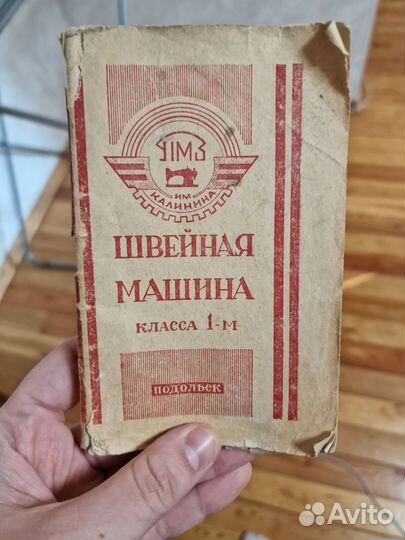 ПМЗ
ИМ
КАЛИНИНА
ШВЕЙНАЯ
МАШИНА
КЛАССА 1-М
ПОДОЛЬСК
Avito